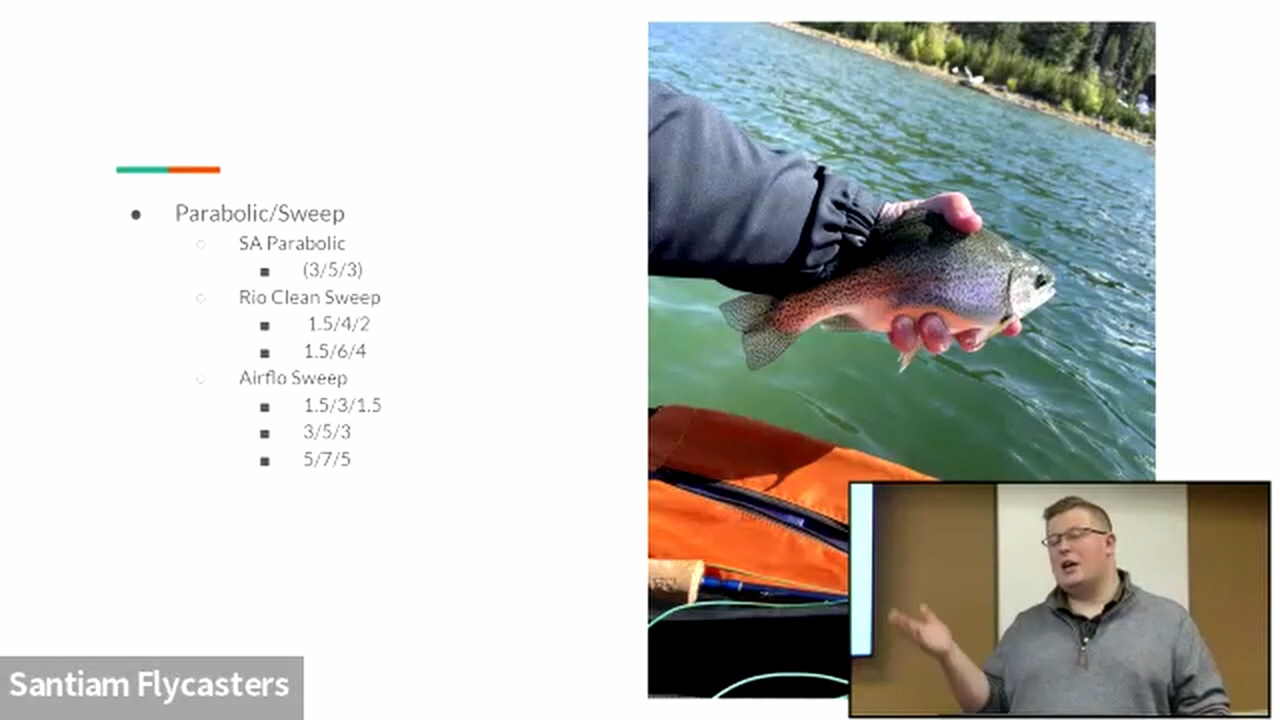 Parabolic/Sweep
SA Parabolic
(3/5/3)
Rio Clean Sweep
1.5/4/2
1.5/6/4
Airflo Sweep
1.5/3/1.5
3/5/3
5/7/5
Santiam Flycasters